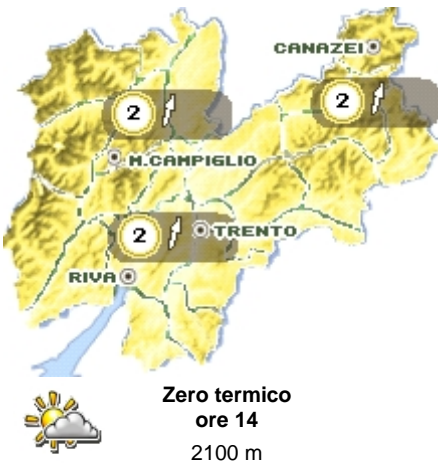 CANAZEI
2
2
M.CAMPIGLIO
2
TRENTO
RIVA
Zero termico
ore 14
2100 m